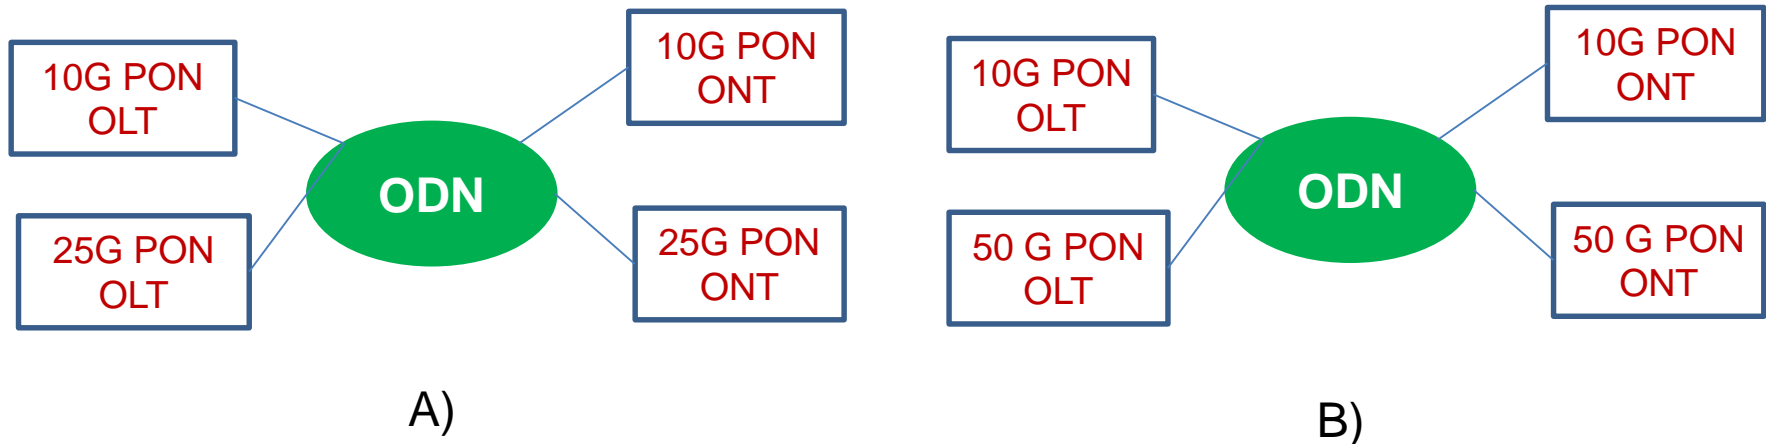 10G PON
OLT
10G PON
ONT
ODN
25G PON
OLT
25G PON
ONT
A)
10G PON
OLT
10G PON
ONT
ODN
50 G PON
OLT
50 G PON
ONT
B)